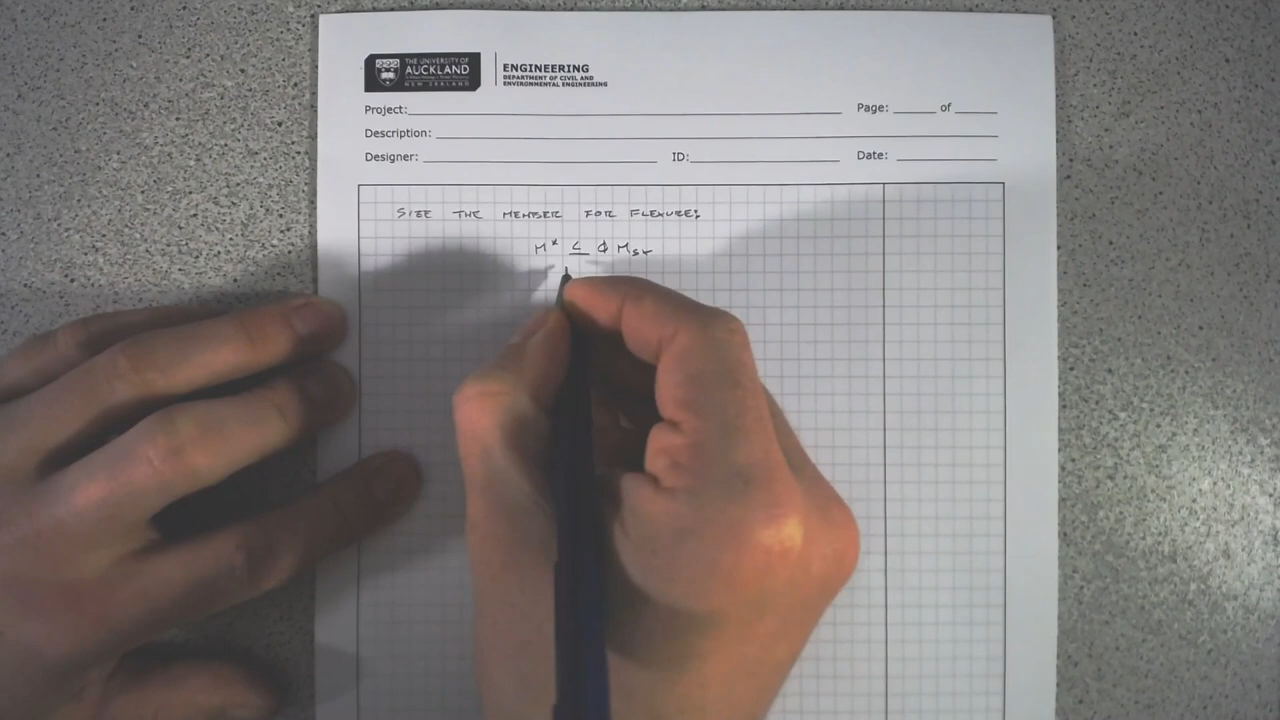 THE UNIVERSITY OF
AUCKLAND
NEW ZEALAND
ENGINEERING
DEPARTMENT OF CIVIL AND
ENVIRONMENTAL ENGINEERING
Project: Page: of
Description:
Designer: ID: Date:
SIZE THE MEMBER FOR FLEXURE:
M* ≤ ϕ Msx